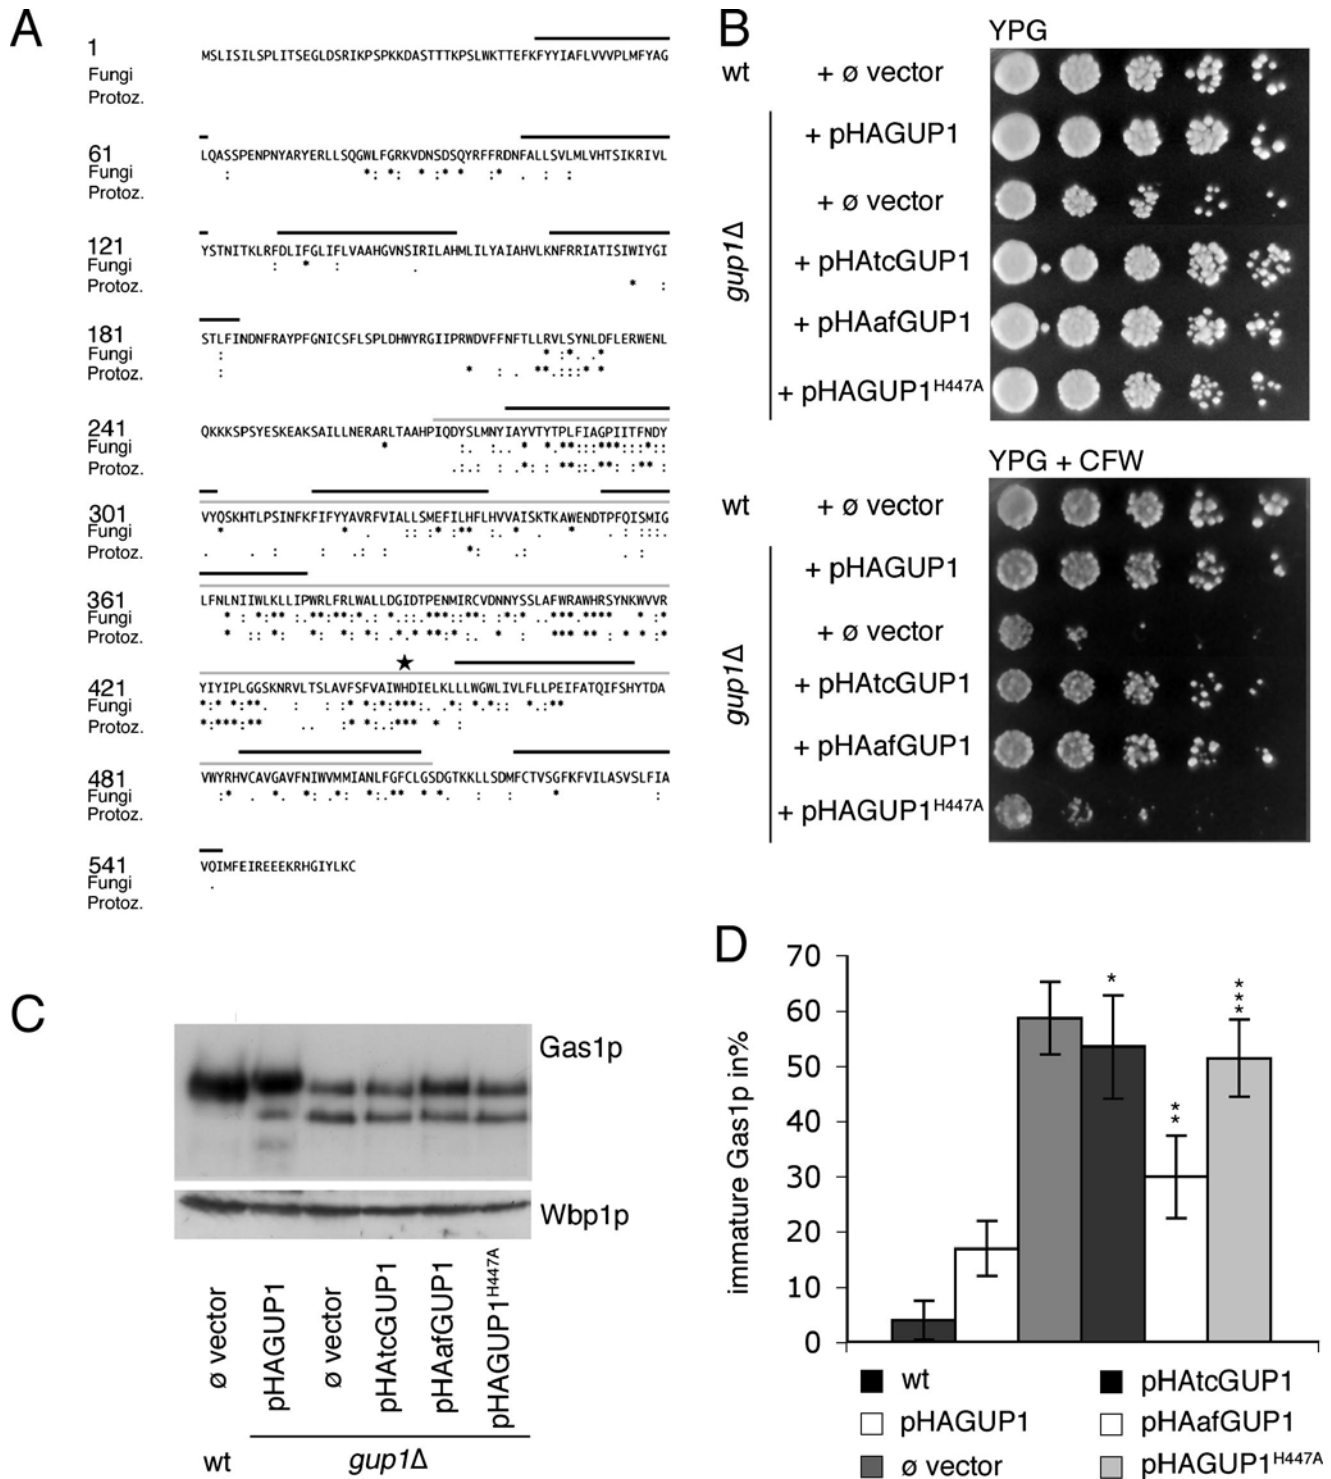 A
1
MSLISILSPLITSEGLDSRIKPSPKKDASTTTKPSLWKTTEFKFYYIAFLVVVPLMFYAG
Fungi
Protoz.
61
LQASSPENPNYARYERLLSQGWLFGRKVDNSDSQYRFFRDNFALLSVLMLVHTSIKRIVL
Fungi
Protoz.
121
YSTNITKLRFDLIFGLIFLVAAHGVNSIRILAHMLILYAIAHVLKNFRRIATISIWIYGI
Fungi
Protoz.
181
STLFINDNFRAYPFGNICSFLSPLDHWYRGIIPRWDVFFNFTLLRVLSYNLDFLERWENL
Fungi
Protoz.
241
QKKKSPSYESKEAKSAILLNERARLTAAHPIQDYSLMNYIAYVTYTPLFIAGPIITFNDY
Fungi
Protoz.
301
VYQSKHTLPSINFKFIFYYAVRFVIALLSMEFILHFLHVVAISKTKAWENDTPFQISMIG
Fungi
Protoz.
361
LFNLNIIWLKLLIPWRLFRLWALLDGIDTPENMIRCVDNNYSSLAFWRAWHRSYNKWVVR
Fungi
Protoz.
421
YIYIPLGGSKNRVLTSLAVFSFVAIWHDIELKLLLWGWLIVLFLLPEIFATQIFSHYTDA
Fungi
Protoz.
481
VWYRHVCAVGAVFNIWVMMIANLFGFCLGSDGTKKLLSDMFCTVSGFKFVILASVSLFIA
Fungi
Protoz.
541
VQIMFEIREEEKRHGIYLKC
Fungi
Protoz.
B
YPG
wt
+ ø vector
gup1Δ
+ pHAGUP1
+ ø vector
+ pHAtcGUP1
+ pHAafGUP1
+ pHAGUP1H447A
YPG + CFW
wt
+ ø vector
gup1Δ
+ pHAGUP1
+ ø vector
+ pHAtcGUP1
+ pHAafGUP1
+ pHAGUP1H447A
C
Gas1p
Wbp1p
ø vector
pHAGUP1
ø vector
pHAtcGUP1
pHAafGUP1
pHAGUP1H447A
wt
gup1Δ
D
immature Gas1p in%
70
60
50
40
30
20
10
0
*
**
***
wt
pHAGUP1
ø vector
pHAtcGUP1
pHAafGUP1
pHAGUP1H447A